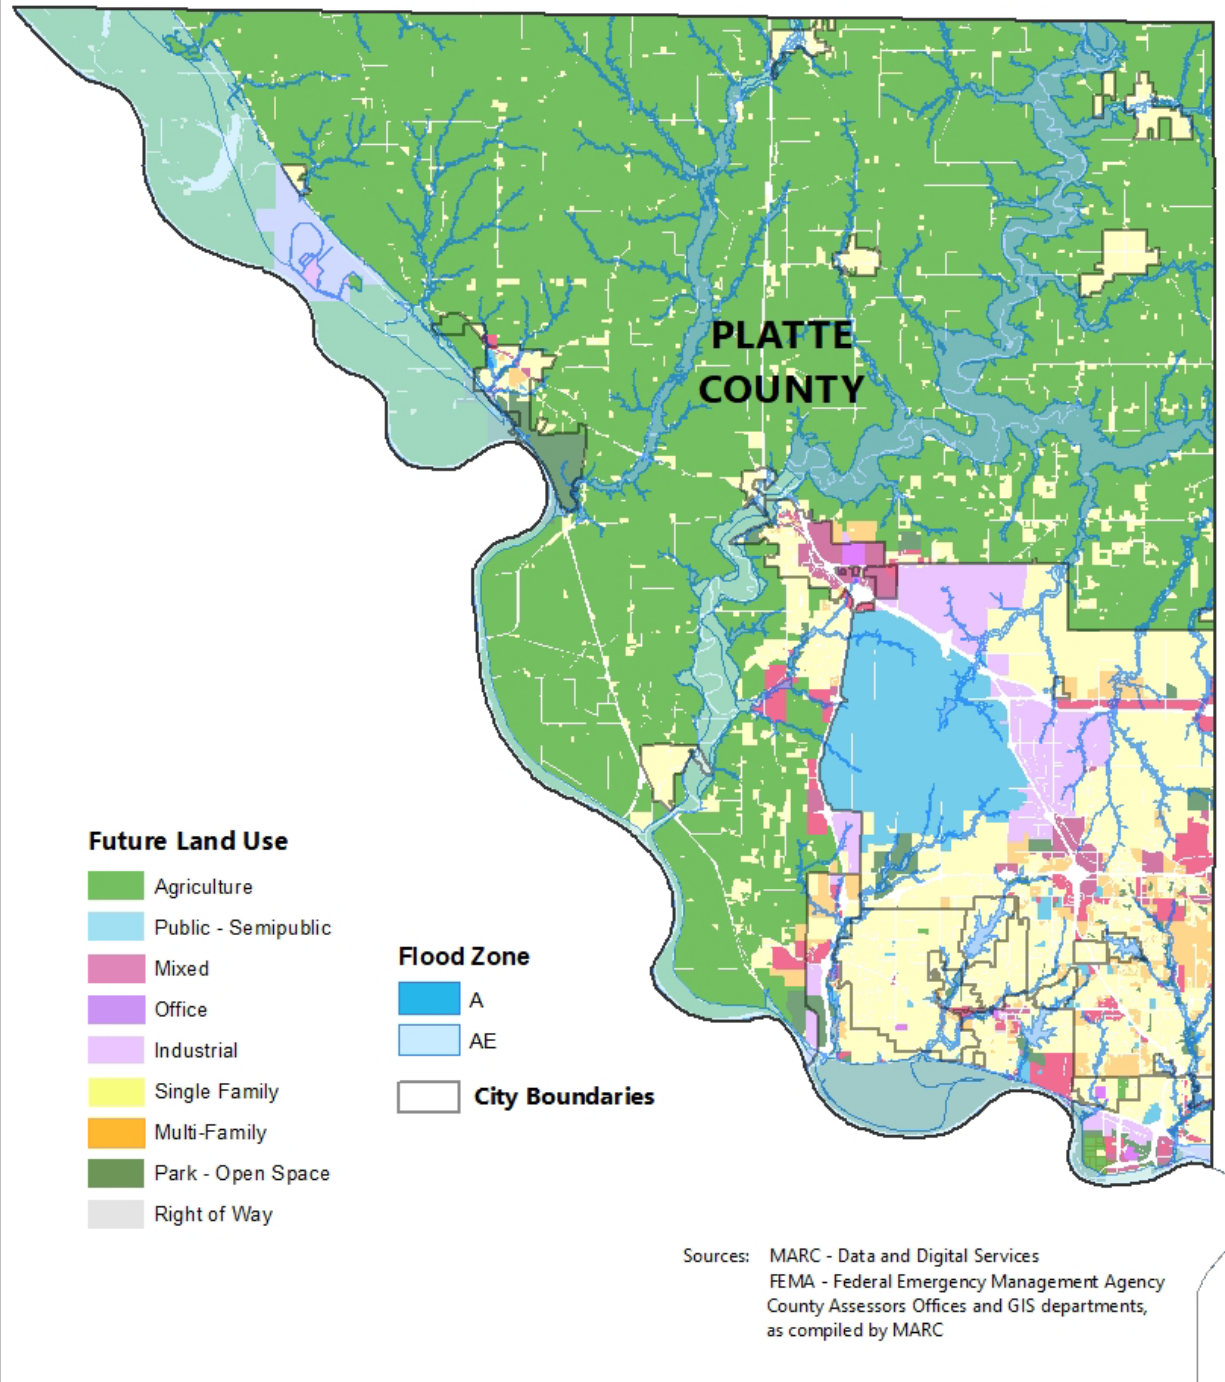 PLATTE
COUNTY
Future Land Use
Agriculture
Public - Semipublic
Mixed
Office
Industrial
Single Family
Multi-Family
Park - Open Space
Right of Way
Flood Zone
A
AE
City Boundaries
Sources: MARC - Data and Digital Services
FEMA - Federal Emergency Management Agency
County Assessors Offices and GIS departments,
as compiled by MARC